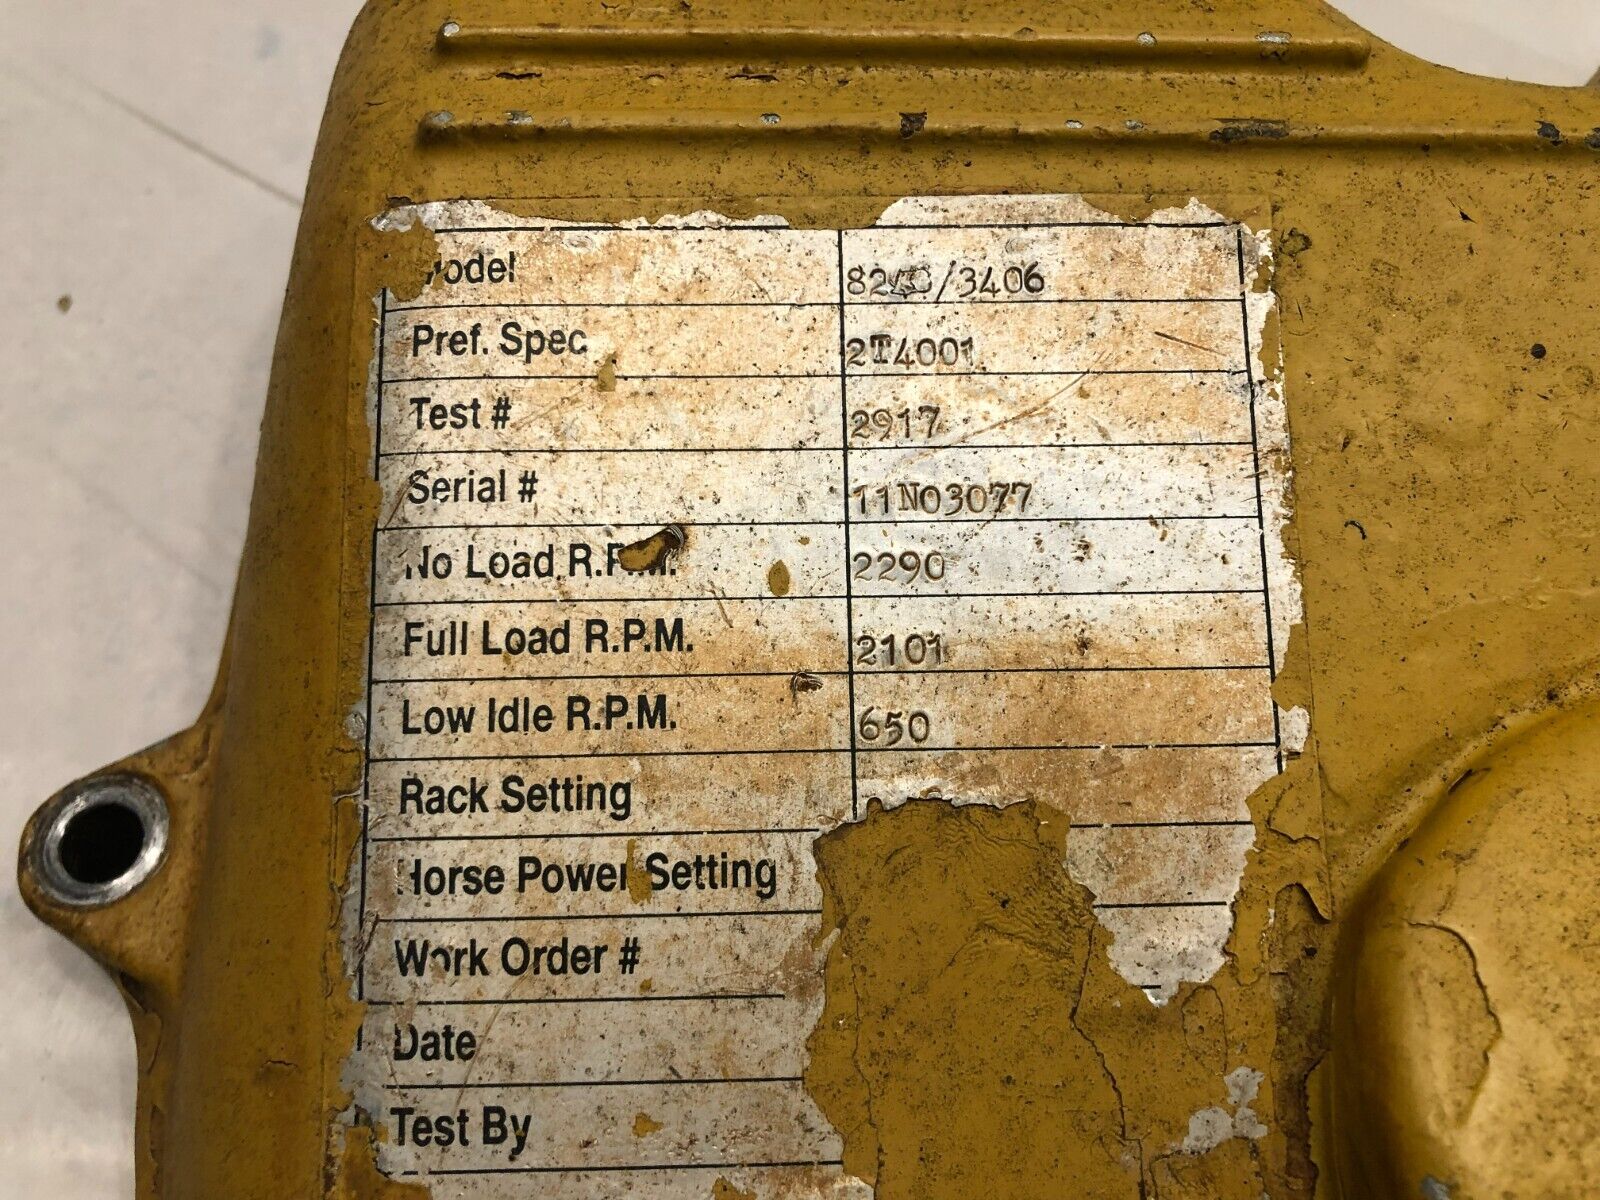 Model 82⁠4B/3406
Pref. Spec 2T4001
Test # 2917
Serial # 11N03077
No Load R.P.M. 2290
Full Load R.P.M. 2101
Low Idle R.P.M. 650
Rack Setting
Horse Power Setting
Work Order #
Date
Test By